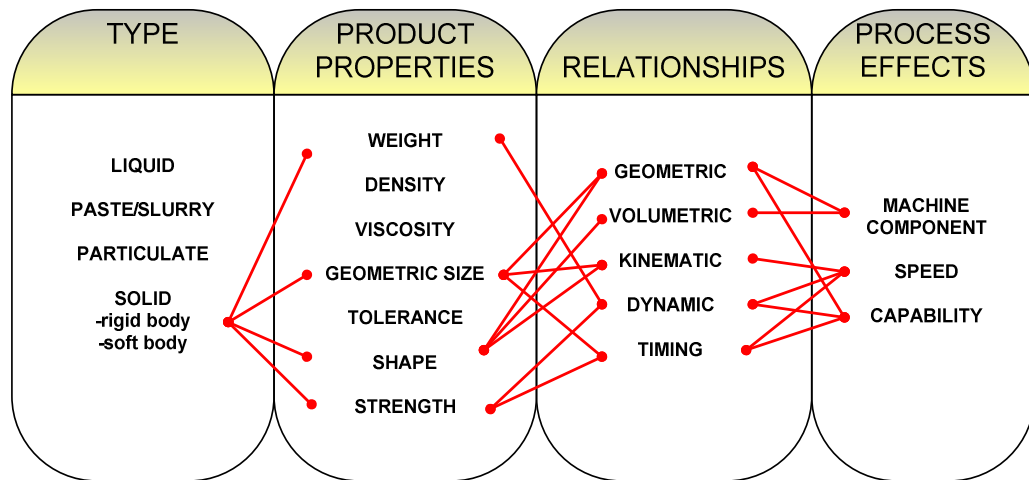 TYPE
PRODUCT
PROPERTIES
RELATIONSHIPS
PROCESS
EFFECTS
LIQUID
PASTE/SLURRY
PARTICULATE
SOLID
-rigid body
-soft body
WEIGHT
DENSITY
VISCOSITY
GEOMETRIC SIZE
TOLERANCE
SHAPE
STRENGTH
GEOMETRIC
VOLUMETRIC
KINEMATIC
DYNAMIC
TIMING
MACHINE
COMPONENT
SPEED
CAPABILITY